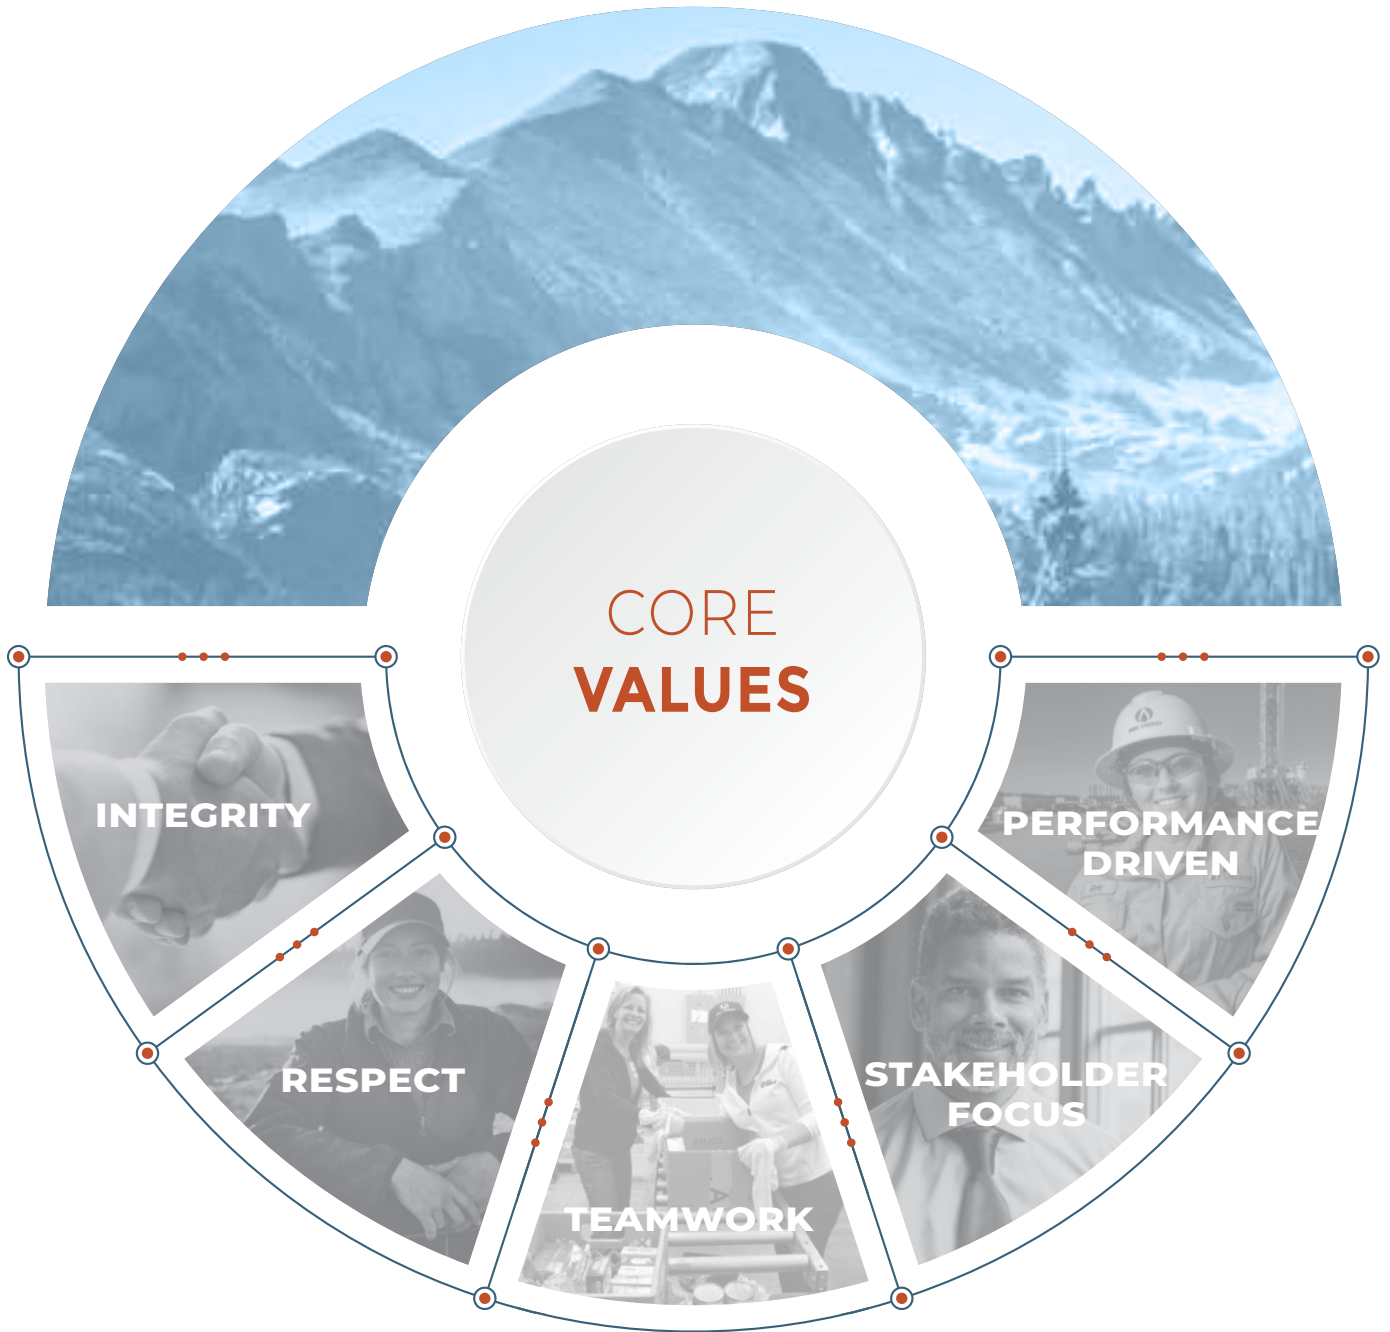 CORE
VALUES
INTEGRITY
RESPECT
TEAMWORK
STAKEHOLDER
FOCUS
PERFORMANCE
DRIVEN